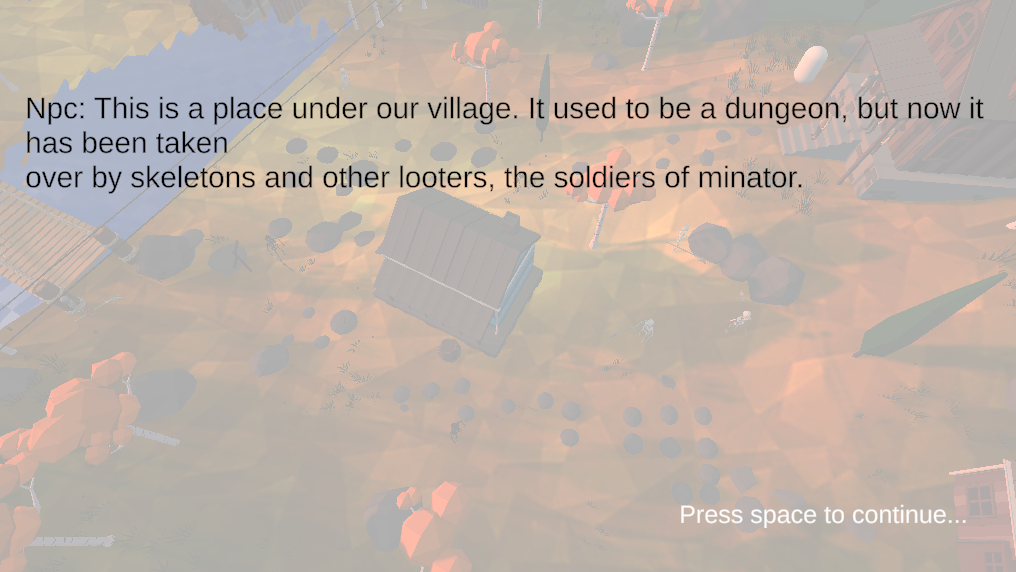 Npc: This is a place under our village. It used to be a dungeon, but now it
has been taken
over by skeletons and other looters, the soldiers of minator.
Press space to continue...